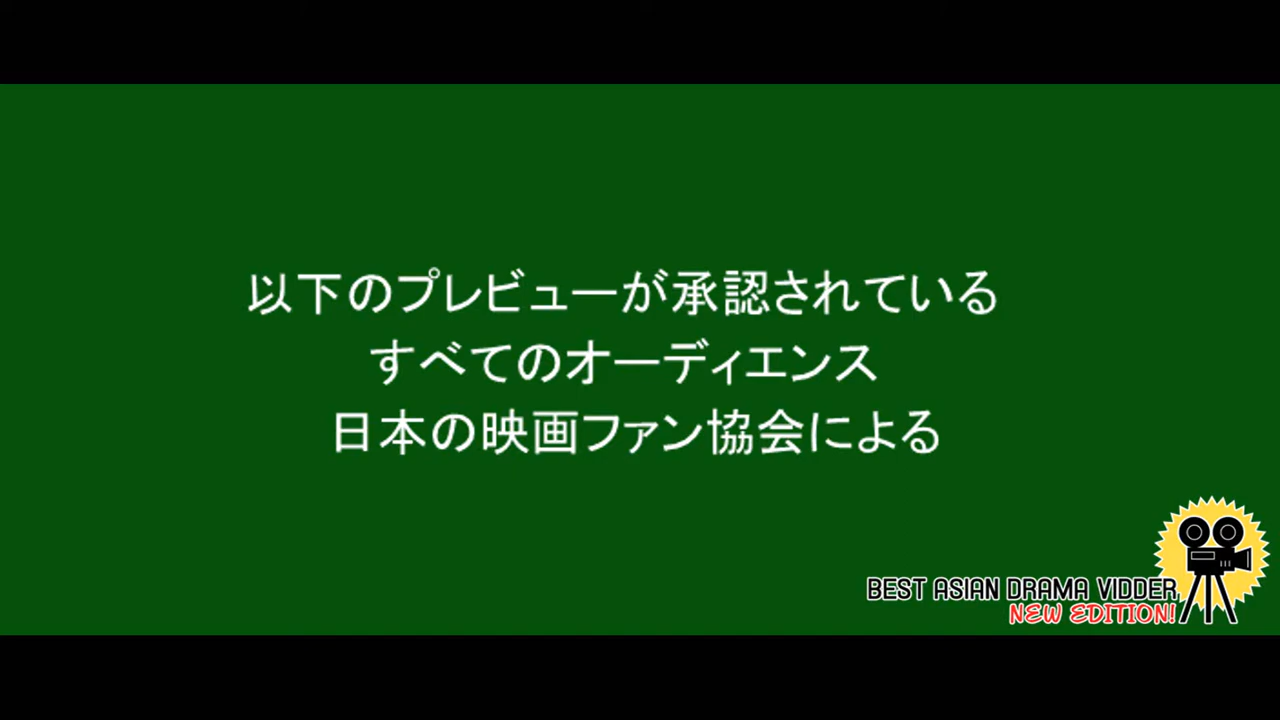 以下のプレビューが承認されている
すべてのオーディエンス
日本の映画ファン協会による
BEST ASIAN DRAMA VIDDER
NEW EDITION!